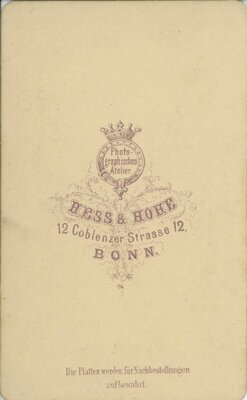 Photo-
graphisches
Atelier.
HESS & HOHE
12 Coblenzer Strasse 12.
BONN.
Die Platten werden für Nachbestellungen
aufbewahrt.